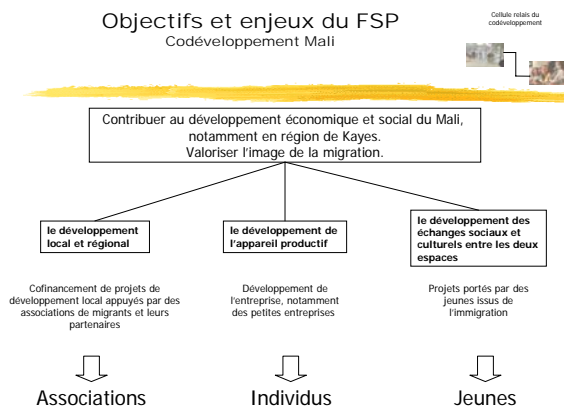 Objectifs et enjeux du FSP
Codéveloppement Mali
Cellule relais du
codéveloppement
Contribuer au développement économique et social du Mali,
notamment en région de Kayes.
Valoriser l'image de la migration.
le développement
local et régional
le développement de
l'appareil productif
le développement des
échanges sociaux et
culturels entre les deux
espaces
Cofinancement de projets de
développement local appuyés par des
associations de migrants et leurs
partenaires
Développement de
l'entreprise, notamment
des petites entreprises
Projets portés par des
jeunes issus de
l'immigration
Associations
Individus
Jeunes